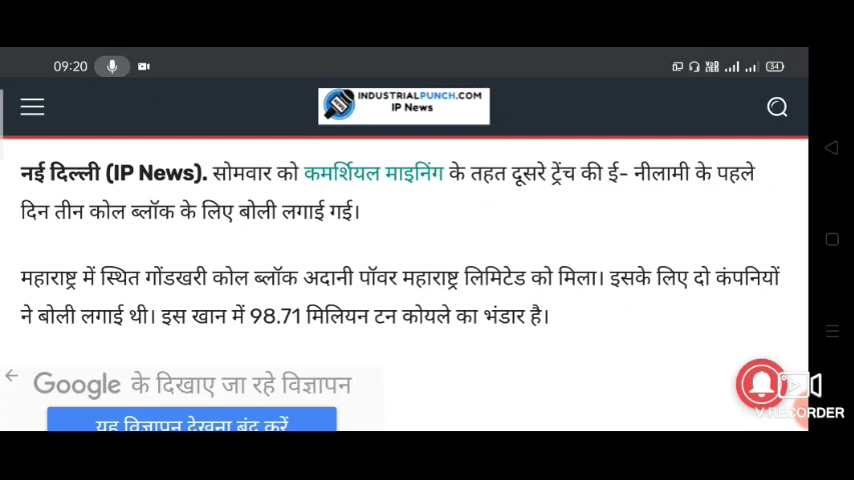 09:20
54
INDUSTRIALPUNCH.COM
IP News
नई दिल्ली (IP News). सोमवार को कमर्शियल माइनिंग के तहत दूसरे ट्रेंच की ई- नीलामी के पहले
दिन तीन कोल ब्लॉक के लिए बोली लगाई गई।
महाराष्ट्र में स्थित गोंडखरी कोल ब्लॉक अदानी पॉवर महाराष्ट्र लिमिटेड को मिला। इसके लिए दो कंपनियों
ने बोली लगाई थी। इस खान में 98.71 मिलियन टन कोयले का भंडार है।
Google के दिखाए जा रहे विज्ञापन
यह विज्ञापन देखना बंद करें
V RECORDER